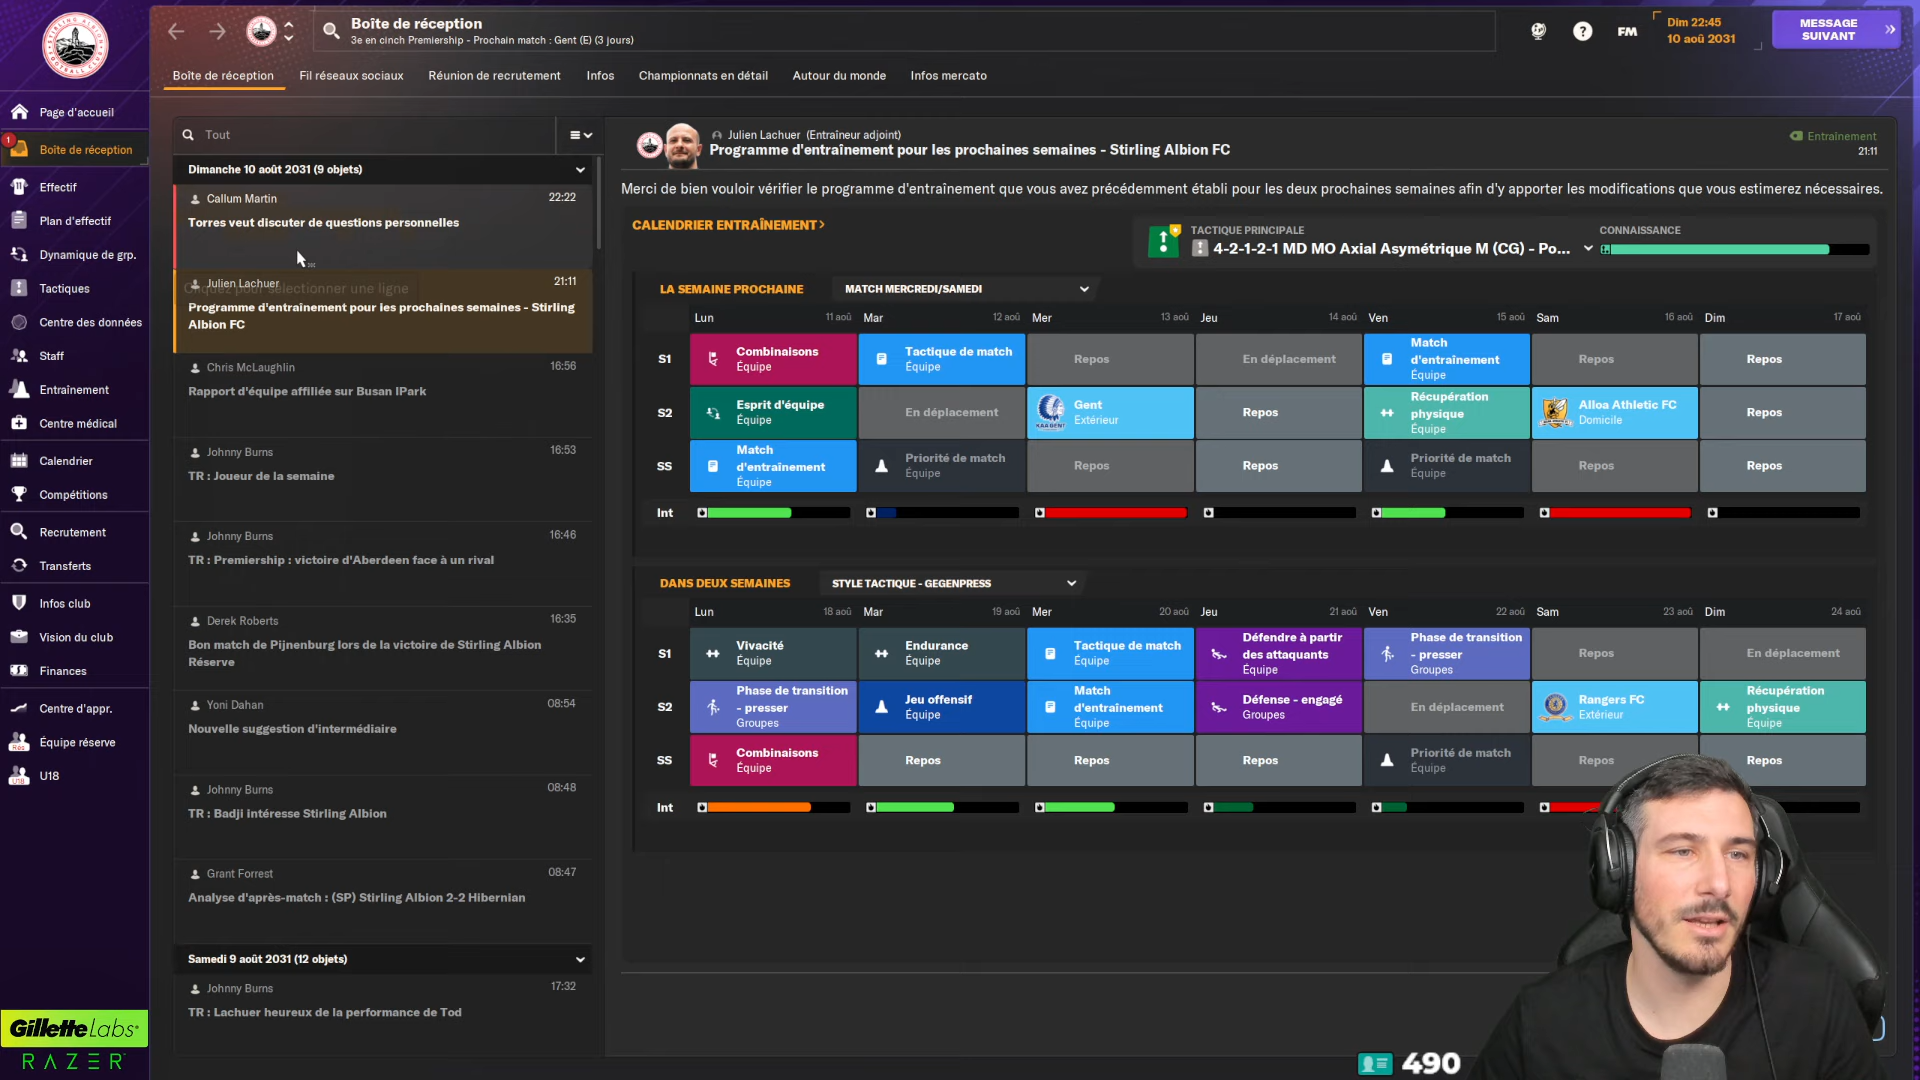 Boîte de réception
3e en cinch Premiership - Prochain match : Gent (E) (3 jours)
FM
Dim 22:45
10 aoû 2031
MESSAGE
SUIVANT
Boîte de réception
Fil réseaux sociaux
Réunion de recrutement
Infos
Championnats en détail
Autour du monde
Infos mercato
Page d'accueil
1
Boîte de réception
Effectif
Plan d'effectif
Dynamique de grp.
Tactiques
Centre des données
Staff
Entraînement
Centre médical
Calendrier
Compétitions
Recrutement
Transferts
Infos club
Vision du club
Finances
Centre d'appr.
Équipe réserve
U18
GilletteLabs
RAZER
Tout
Dimanche 10 août 2031 (9 objets)
Callum Martin 22:22
Torres veut discuter de questions personnelles
Julien Lachuer 21:11
Cliquez pour sélectionner une ligne
Programme d'entraînement pour les prochaines semaines - Stirling
Albion FC
Chris McLaughlin 16:56
Rapport d'équipe affiliée sur Busan IPark
Johnny Burns 16:53
TR : Joueur de la semaine
Johnny Burns 16:46
TR : Premiership : victoire d'Aberdeen face à un rival
Derek Roberts 16:35
Bon match de Pijnenburg lors de la victoire de Stirling Albion
Réserve
Yoni Dahan 08:54
Nouvelle suggestion d'intermédiaire
Johnny Burns 08:48
TR : Badji intéresse Stirling Albion
Grant Forrest 08:47
Analyse d'après-match : (SP) Stirling Albion 2-2 Hibernian
Samedi 9 août 2031 (12 objets)
Johnny Burns 17:32
TR : Lachuer heureux de la performance de Tod
Julien Lachuer (Entraîneur adjoint)
Programme d'entraînement pour les prochaines semaines - Stirling Albion FC
Entraînement
21:11
Merci de bien vouloir vérifier le programme d'entraînement que vous avez précédemment établi pour les deux prochaines semaines afin d'y apporter les modifications que vous estimerez nécessaires.
CALENDRIER ENTRAÎNEMENT>
TACTIQUE PRINCIPALE
4-2-1-2-1 MD MO Axial Asymétrique M (CG) - Po...
CONNAISSANCE
LA SEMAINE PROCHAINE
MATCH MERCREDI/SAMEDI
Lun 11 aoû Mar 12 aoû Mer 13 aoû Jeu 14 aoû Ven 15 aoû Sam 16 aoû Dim 17 aoû
S1
Combinaisons
Équipe
Tactique de match
Équipe
Repos
En déplacement
Match
d'entraînement
Équipe
Repos
Repos
S2
Esprit d'équipe
Équipe
En déplacement
Gent
Extérieur
Repos
Récupération
physique
Équipe
Alloa Athletic FC
Domicile
Repos
SS
Match
d'entraînement
Équipe
Priorité de match
Équipe
Repos
Repos
Priorité de match
Équipe
Repos
Repos
Int
DANS DEUX SEMAINES
STYLE TACTIQUE - GEGENPRESS
Lun 18 aoû Mar 19 aoû Mer 20 aoû Jeu 21 aoû Ven 22 aoû Sam 23 aoû Dim 24 aoû
S1
Vivacité
Équipe
Endurance
Équipe
Tactique de match
Équipe
Défendre à partir
des attaquants
Équipe
Phase de transition
- presser
Groupes
Repos
En déplacement
S2
Phase de transition
- presser
Groupes
Jeu offensif
Équipe
Match
d'entraînement
Équipe
Défense - engagé
Groupes
En déplacement
Rangers FC
Extérieur
Récupération
physique
Équipe
SS
Combinaisons
Équipe
Repos
Repos
Repos
Priorité de match
Équipe
Repos
Repos
Int
490